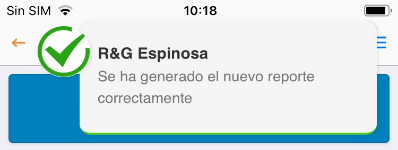 Sin SIM 10:18
R&G Espinosa
Se ha generado el nuevo reporte
correctamente